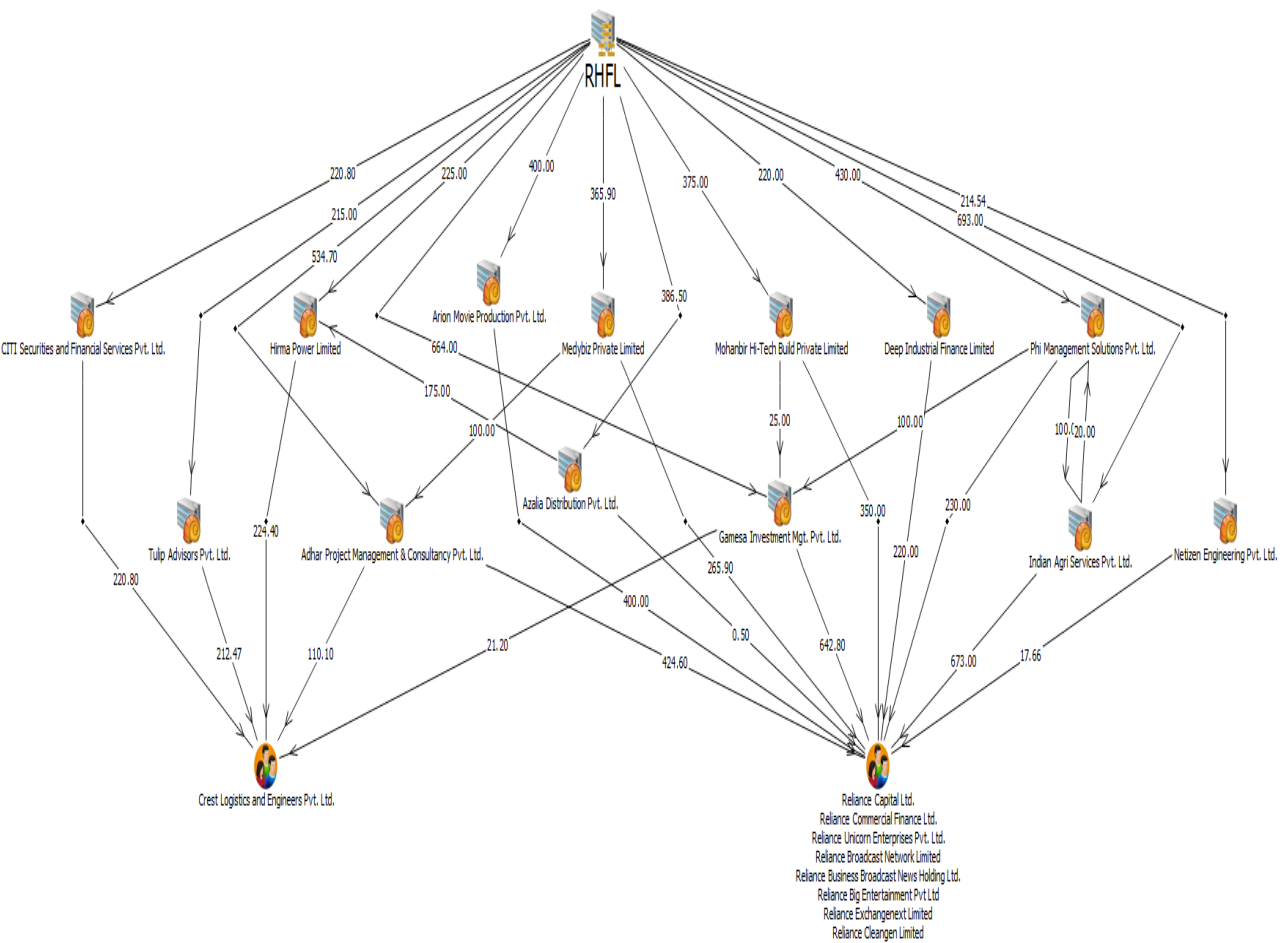 RHFL
220.80
225.00
400.00
365.90
375.00
220.00
430.00
214.54
215.00
693.00
534.70
386.50
CITI Securities and Financial Services Pvt. Ltd.
Hirma Power Limited
Arion Movie Production Pvt. Ltd.
Medybiz Private Limited
Mohanbir Hi-Tech Build Private Limited
Deep Industrial Finance Limited
Phi Management Solutions Pvt. Ltd.
664.00
175.00
100.00
25.00
100.00
100.0
20.00
Azalia Distribution Pvt. Ltd.
350.00
230.00
224.40
Tulip Advisors Pvt. Ltd.
Adhar Project Management & Consultancy Pvt. Ltd.
Gamesa Investment Mgt. Pvt. Ltd.
220.00
Indian Agri Services Pvt. Ltd.
Netizen Engineering Pvt. Ltd.
220.80
265.90
400.00
0.50
21.20
642.80
212.47
110.10
424.60
673.00
17.66
Crest Logistics and Engineers Pvt. Ltd.
Reliance Capital Ltd.
Reliance Commercial Finance Ltd.
Reliance Unicorn Enterprises Pvt. Ltd.
Reliance Broadcast Network Limited
Reliance Business Broadcast News Holding Ltd.
Reliance Big Entertainment Pvt Ltd
Reliance Exchangenext Limited
Reliance Cleangen Limited